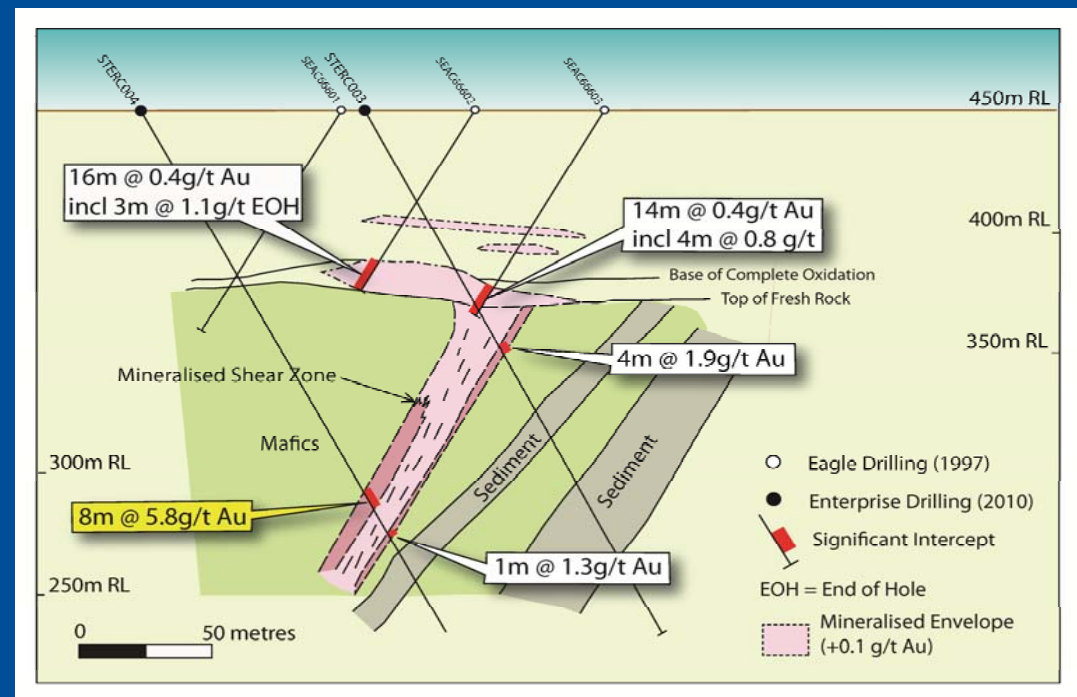 STERC004
SEAC66601
STERC003
SEAC66602
SEAC66603
450m RL
16m @ 0.4g/t Au
incl 3m @ 1.1g/t EOH
14m @ 0.4g/t Au
incl 4m @ 0.8 g/t
400m RL
Base of Complete Oxidation
Top of Fresh Rock
350m RL
4m @ 1.9g/t Au
Mineralised Shear Zone
Mafics
Sediment
Sediment
300m RL
8m @ 5.8g/t Au
1m @ 1.3g/t Au
250m RL
0 50 metres
Eagle Drilling (1997)
Enterprise Drilling (2010)
Significant Intercept
EOH = End of Hole
Mineralised Envelope
(+0.1 g/t Au)